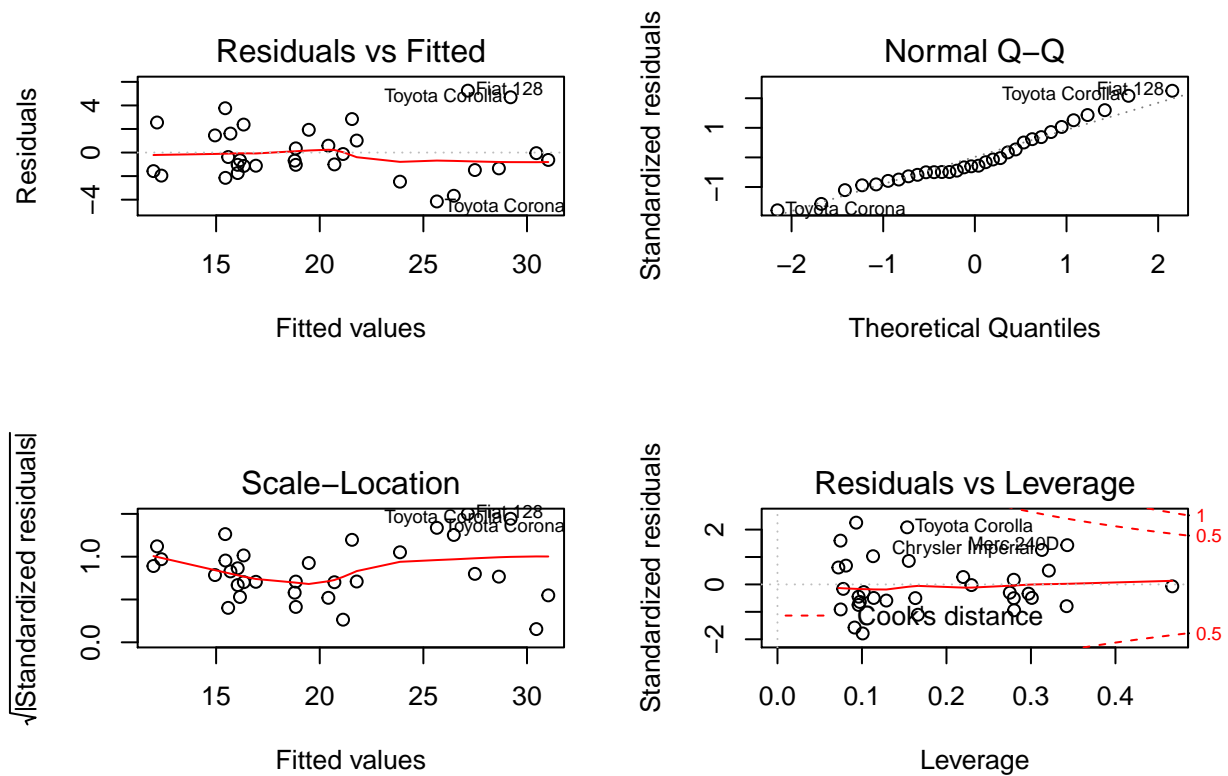 Residuals vs Fitted
Residuals
4
0
−4
Fiat 128
Toyota Corolla
Toyota Corona
15 20 25 30
Fitted values
Normal Q−Q
Standardized residuals
1
−1
Fiat 128
Toyota Corolla
Toyota Corona
−2 −1 0 1 2
Theoretical Quantiles
Scale−Location
√|Standardized residuals|
1.0
0.0
Fiat 128
Toyota Corolla
Toyota Corona
15 20 25 30
Fitted values
Residuals vs Leverage
Standardized residuals
2
0
−2
Toyota Corolla
Merc 240D
Chrysler Imperial
Cook's distance
1
0.5
0.5
0.0 0.1 0.2 0.3 0.4
Leverage